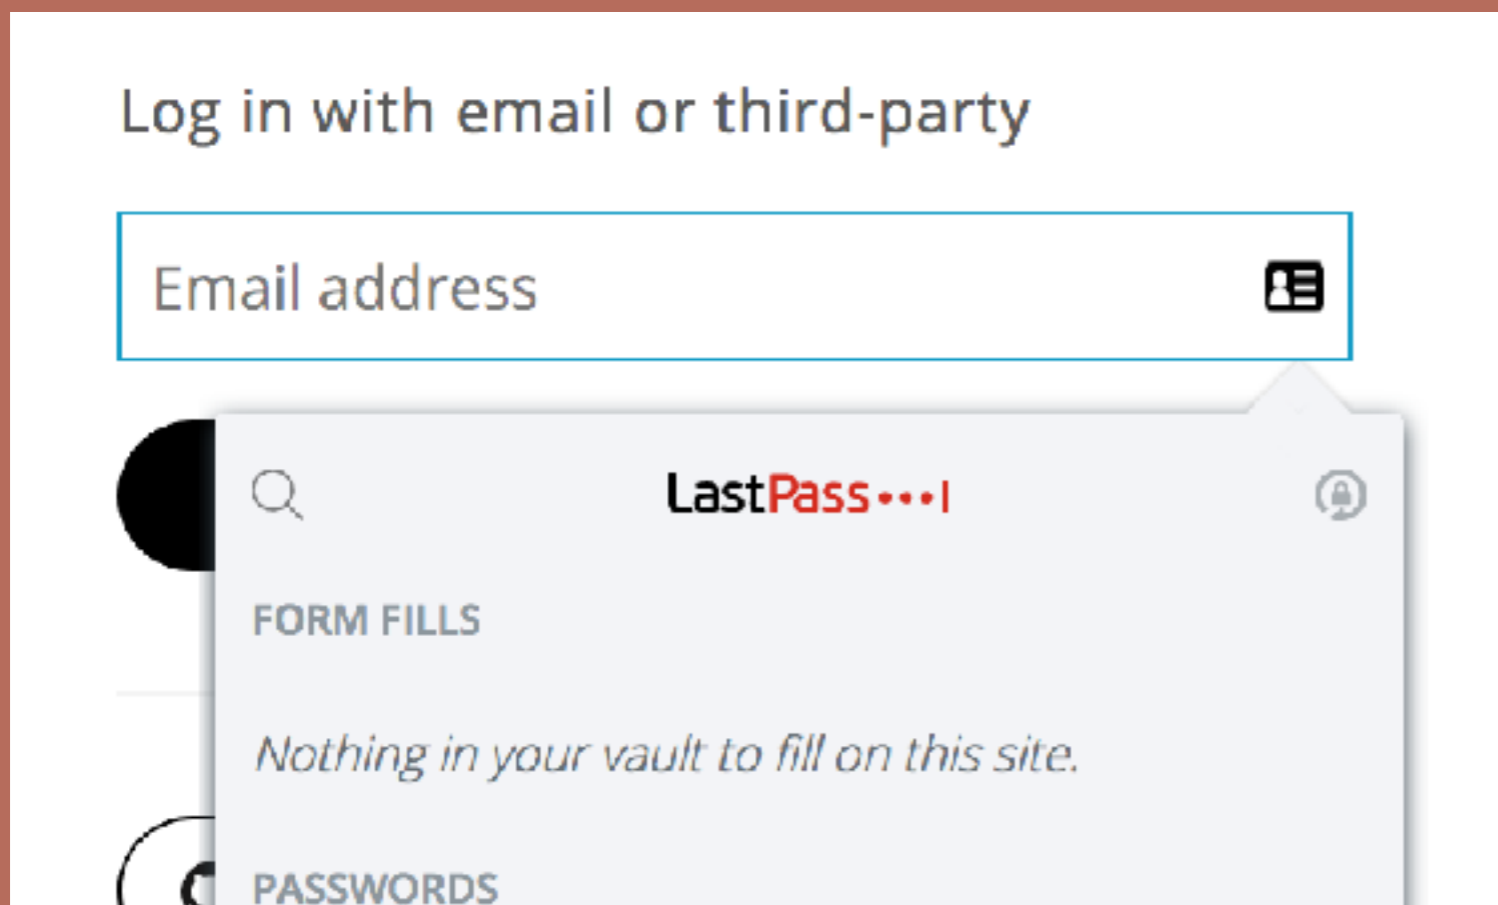 Log in with email or third-party
Email address
LastPass
FORM FILLS
Nothing in your vault to fill on this site.
PASSWORDS